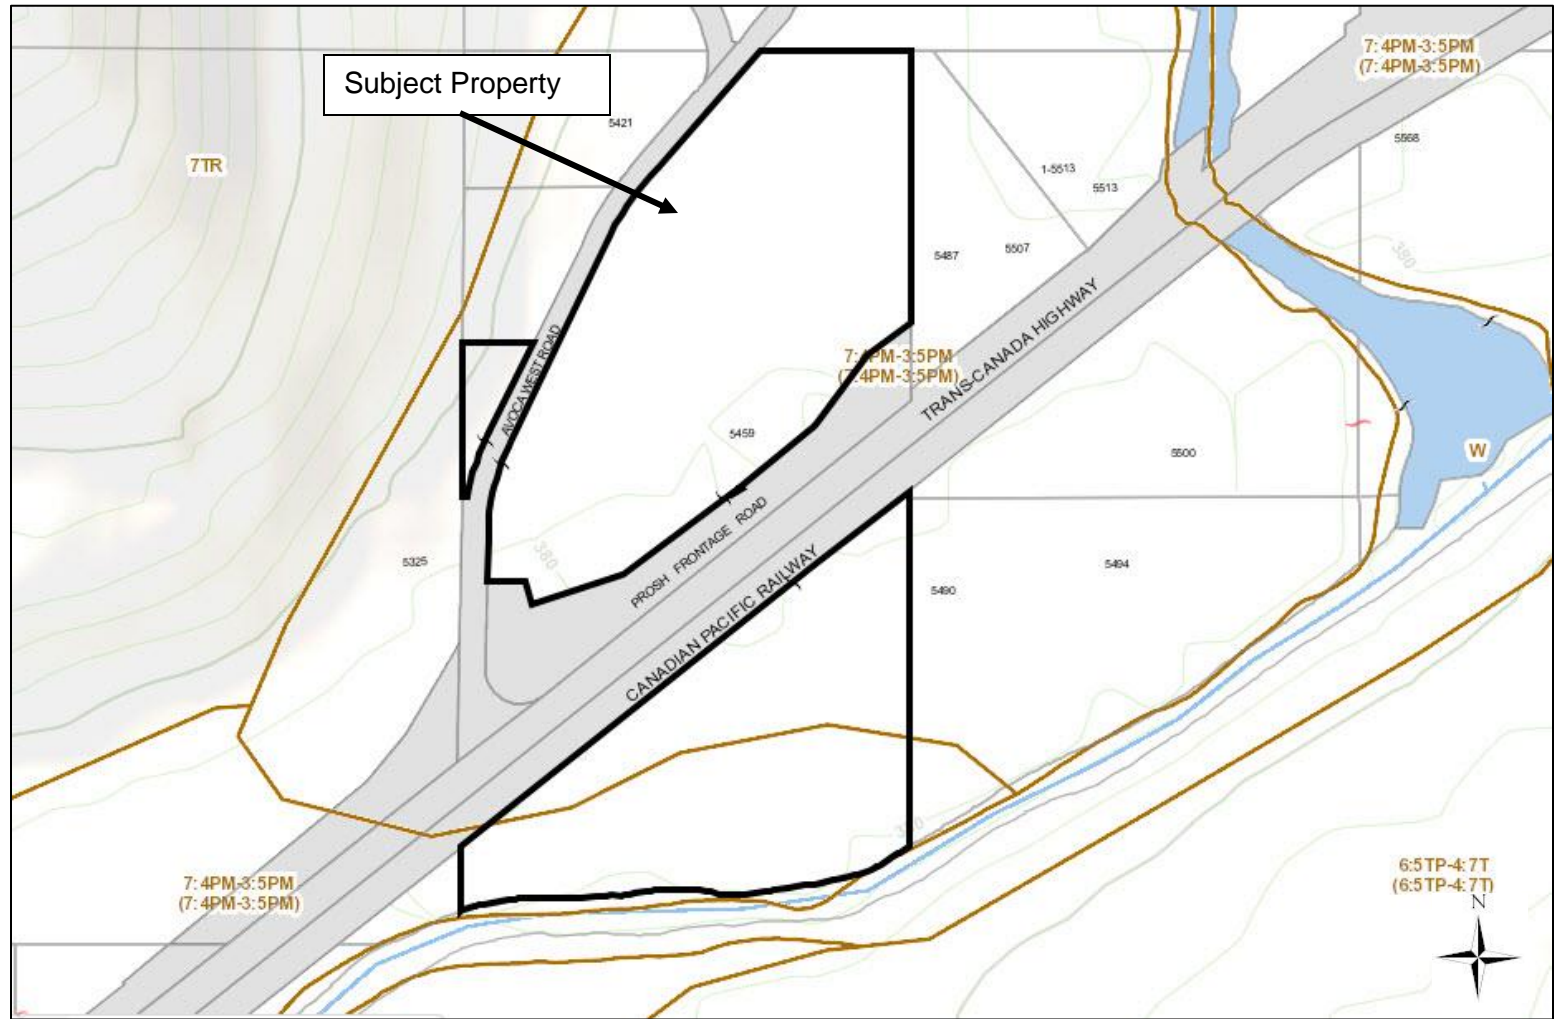 7:4PM-3:5PM
(7:4PM-3:5PM)
Subject Property
5421
5568
7TR
1-5513
5513
5487
5507
380
TRANS-CANADA HIGHWAY
AVOCA WEST ROAD
7:4PM-3:5PM
(7:4PM-3:5PM)
5459
5500
W
PROSH FRONTAGE ROAD
380
5325
CANADIAN PACIFIC RAILWAY
5494
5490
7:4PM-3:5PM
(7:4PM-3:5PM)
6:5TP-4:7T
(6:5TP-4:7T)
N